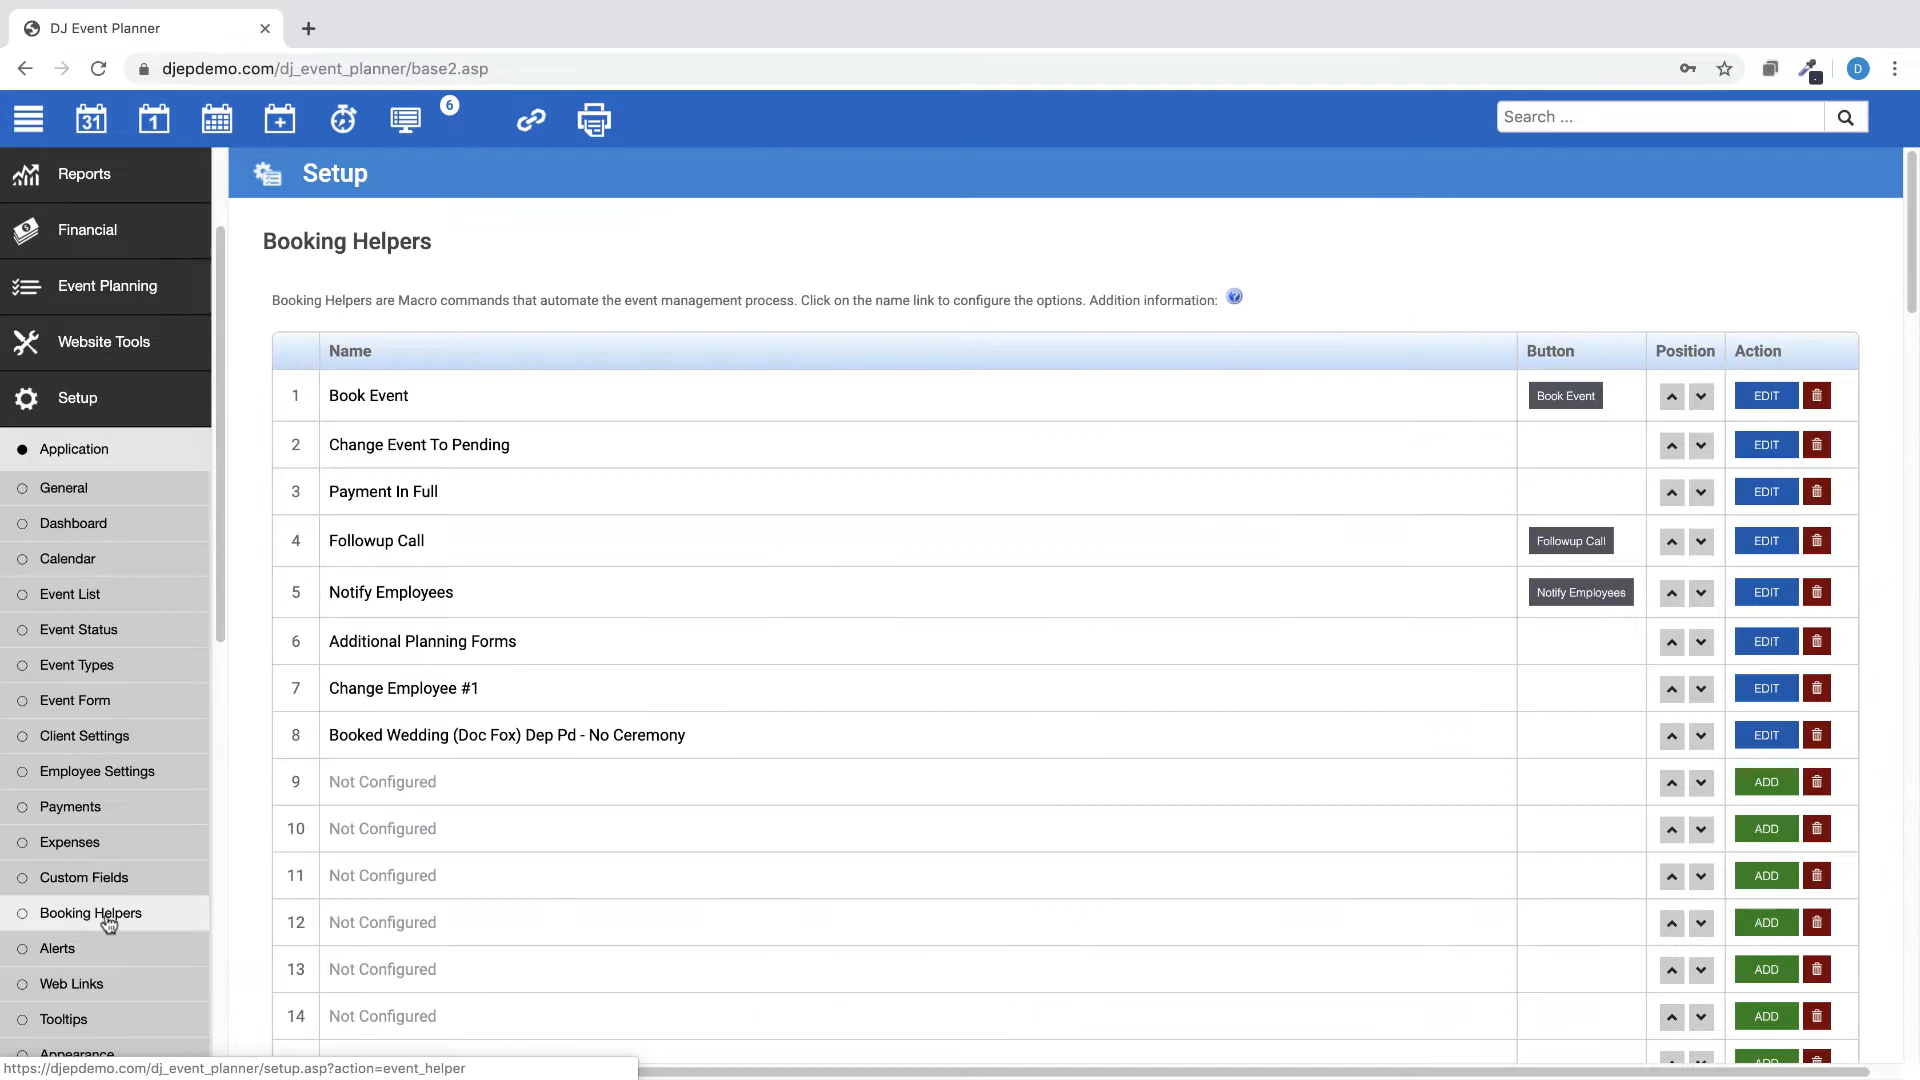 DJ Event Planner
djepdemo.com/dj_event_planner/base2.asp
D
31
1
6
Search ...
Reports
Financial
Event Planning
Website Tools
Setup
Application
General
Dashboard
Calendar
Event List
Event Status
Event Types
Event Form
Client Settings
Employee Settings
Payments
Expenses
Custom Fields
Booking Helpers
Alerts
Web Links
Tooltips
Appearance
Setup
Booking Helpers
Booking Helpers are Macro commands that automate the event management process. Click on the name link to configure the options. Addition information: ?
Name Button Position Action
1 Book Event Book Event EDIT
2 Change Event To Pending EDIT
3 Payment In Full EDIT
4 Followup Call Followup Call EDIT
5 Notify Employees Notify Employees EDIT
6 Additional Planning Forms EDIT
7 Change Employee #1 EDIT
8 Booked Wedding (Doc Fox) Dep Pd - No Ceremony EDIT
9 Not Configured ADD
10 Not Configured ADD
11 Not Configured ADD
12 Not Configured ADD
13 Not Configured ADD
14 Not Configured ADD
ADD
https://djepdemo.com/dj_event_planner/setup.asp?action=event_helper